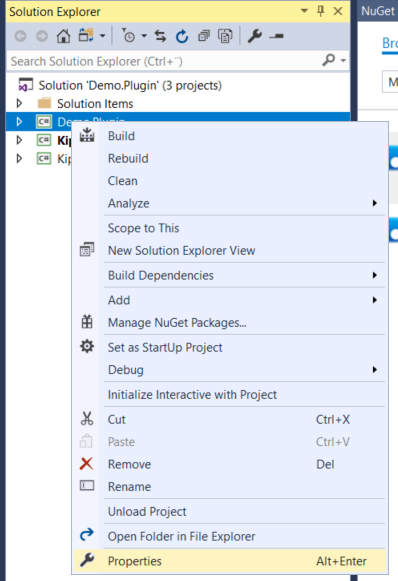 Solution Explorer
NuGet
Search Solution Explorer (Ctrl+¨)
Solution 'Demo.Plugin' (3 projects)
Solution Items
Demo.Plugin
Build
Rebuild
Clean
Analyze
Scope to This
New Solution Explorer View
Build Dependencies
Add
Manage NuGet Packages...
Set as StartUp Project
Debug
Initialize Interactive with Project
Cut Ctrl+X
Paste Ctrl+V
Remove Del
Rename
Unload Project
Open Folder in File Explorer
Properties Alt+Enter